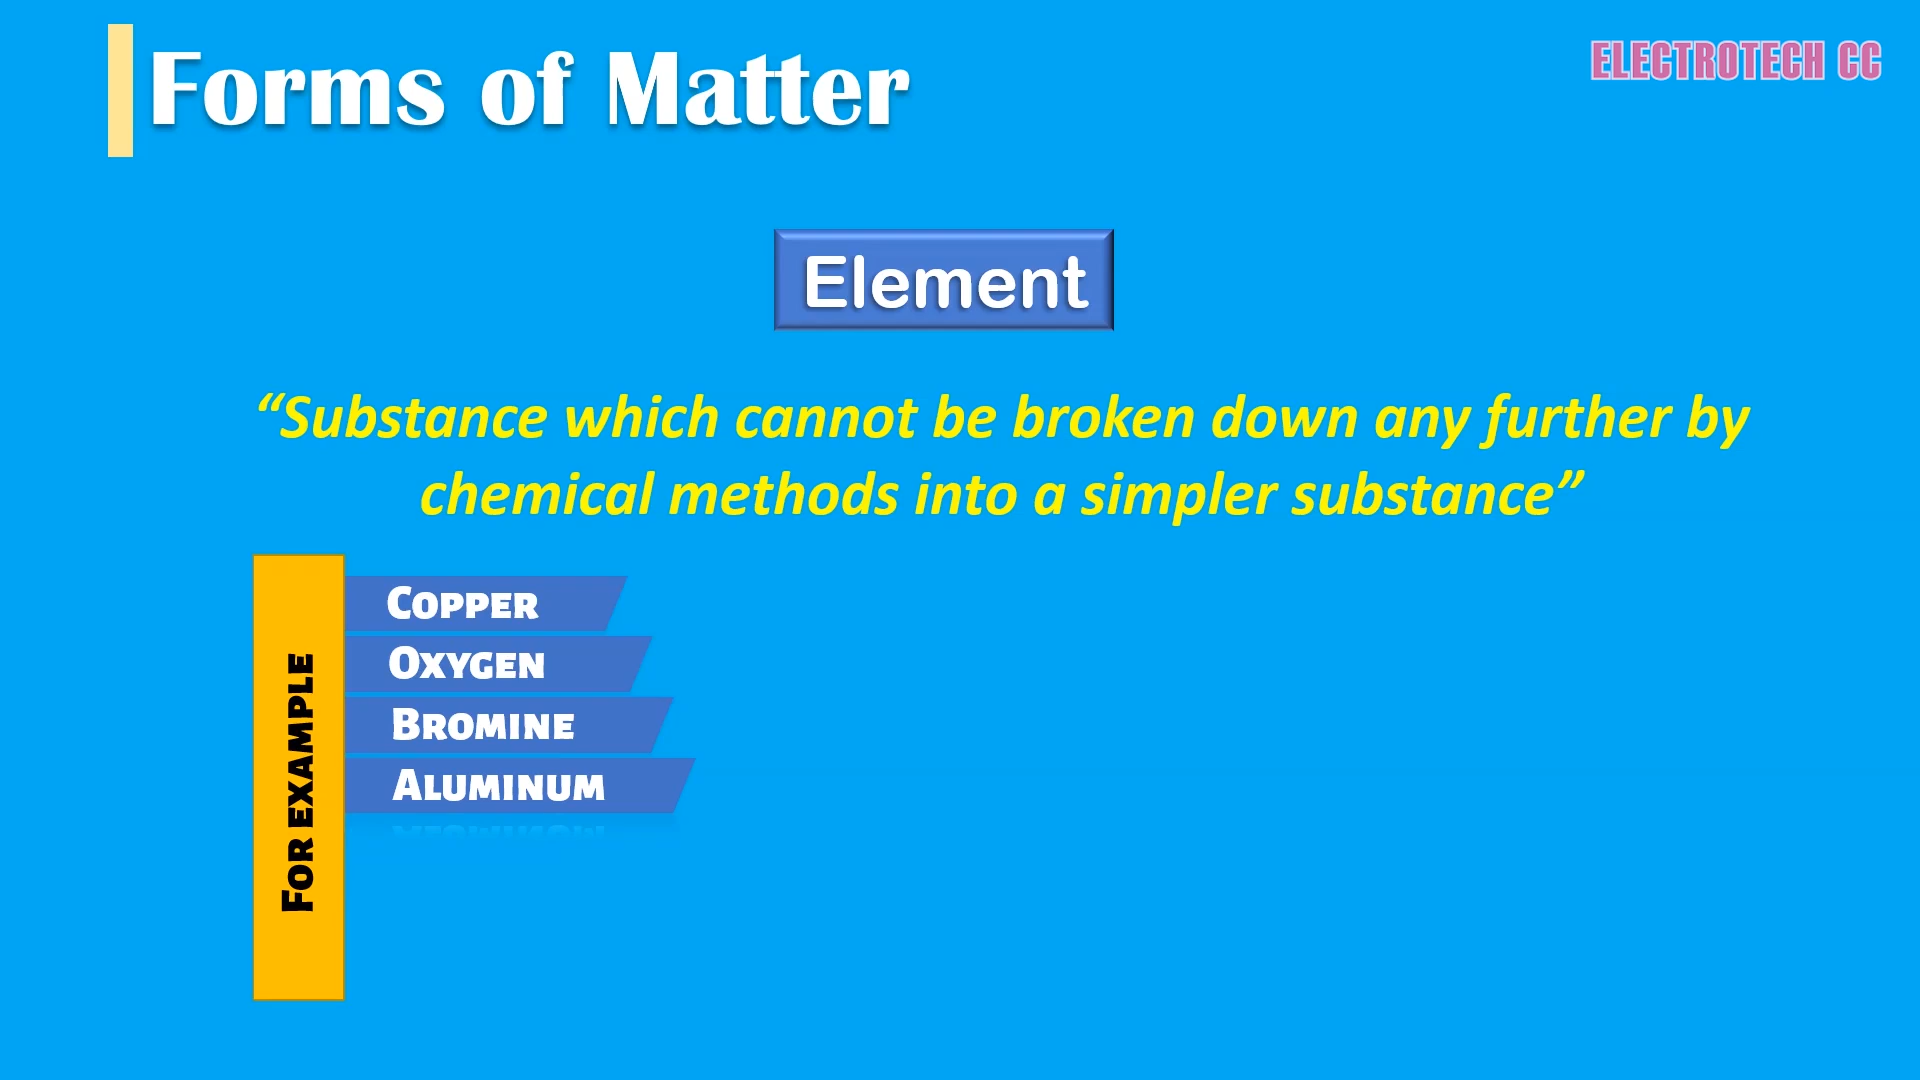 Forms of Matter
ELECTROTECH CC
Element
“Substance which cannot be broken down any further by
chemical methods into a simpler substance”
FOR EXAMPLE
COPPER
OXYGEN
BROMINE
ALUMINUM